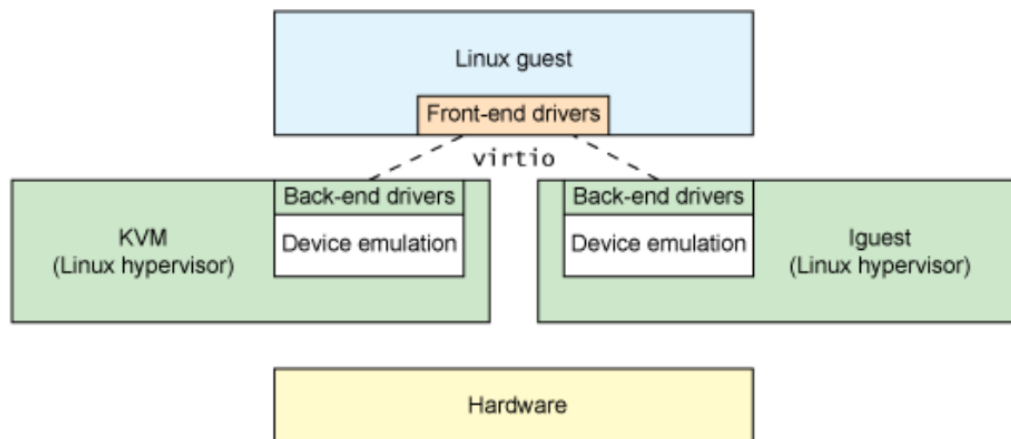 Linux guest
Front-end drivers
virtio
Back-end drivers
Device emulation
KVM
(Linux hypervisor)
Back-end drivers
Device emulation
lguest
(Linux hypervisor)
Hardware